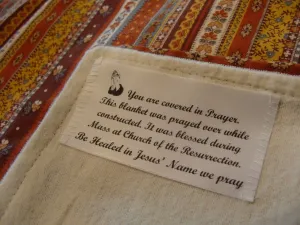 You are covered in Prayer.
This blanket was prayed over while
constructed. It was blessed during
Mass at Church of the Resurrection.
Be Healed in Jesus' Name we pray